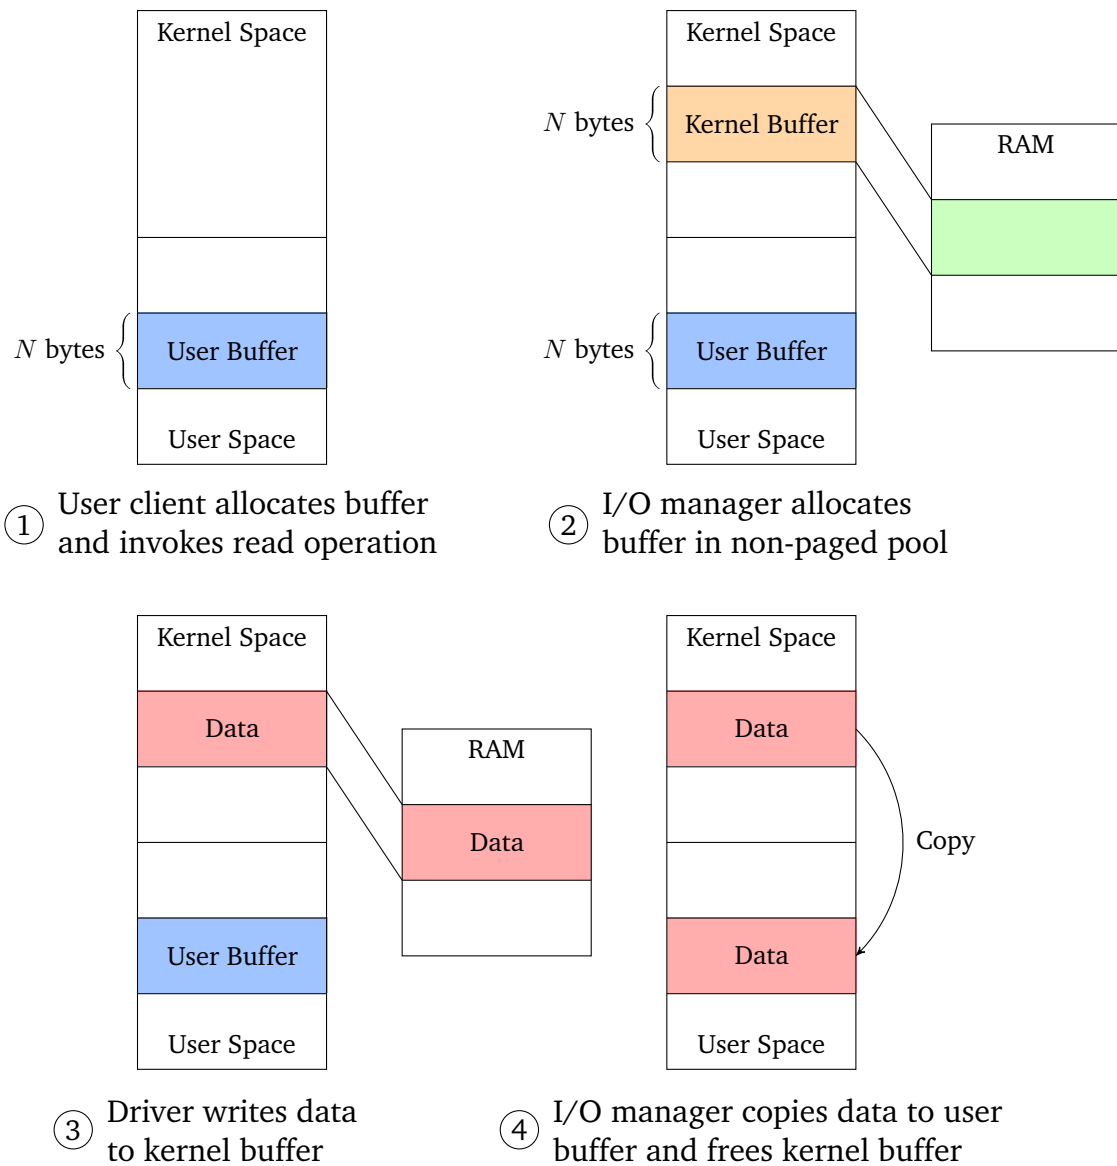 Kernel Space
N bytes
User Buffer
User Space
① User client allocates buffer
and invokes read operation
Kernel Space
N bytes
Kernel Buffer
RAM
N bytes
User Buffer
User Space
② I/O manager allocates
buffer in non-paged pool
Kernel Space
Data
RAM
Data
User Buffer
User Space
③ Driver writes data
to kernel buffer
Kernel Space
Data
Copy
Data
User Space
④ I/O manager copies data to user
buffer and frees kernel buffer